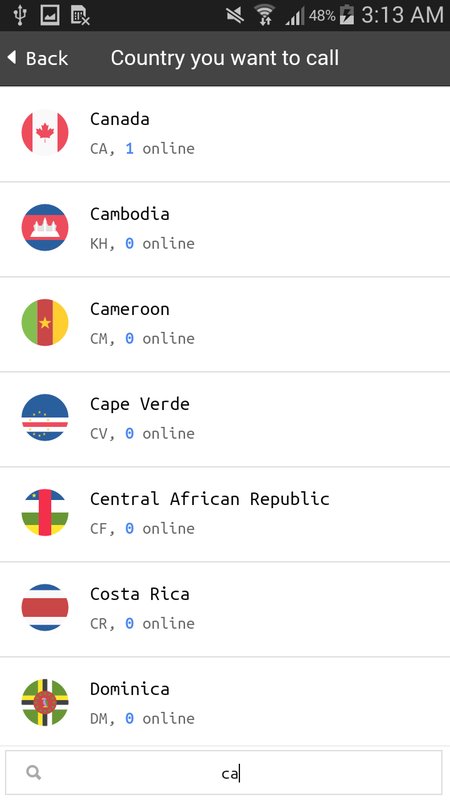 48% 3:13 AM
Back Country you want to call
Canada
CA, 1 online
Cambodia
KH, 0 online
Cameroon
CM, 0 online
Cape Verde
CV, 0 online
Central African Republic
CF, 0 online
Costa Rica
CR, 0 online
Dominica
DM, 0 online
ca